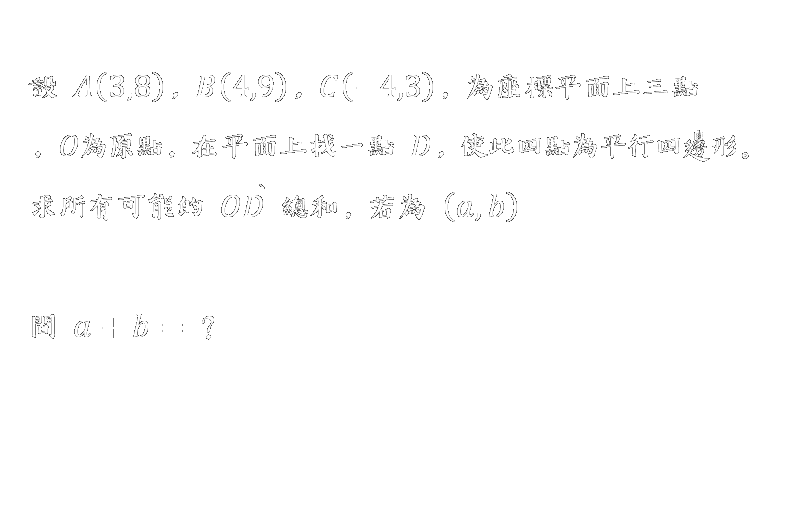 設 A(3,8), B(4,9), C(- 4,3), 為座標平面上三點
, O為原點, 在平面上找一點 D, 使此四點為平行四邊形。
求所有可能的 OD 總和, 若為 (a, b)
問 a + b == ?